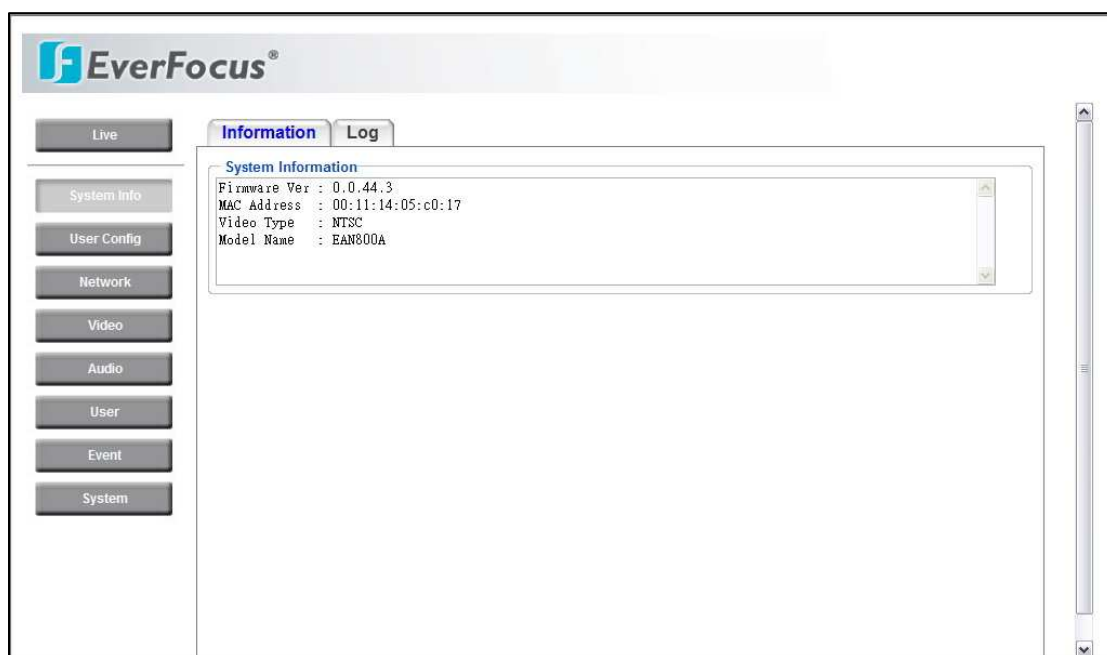 EverFocus®
Live
System Info
User Config
Network
Video
Audio
User
Event
System
Information Log
System Information
Firmware Ver : 0.0.44.3
MAC Address : 00:11:14:05:c0:17
Video Type : NTSC
Model Name : EAN800A